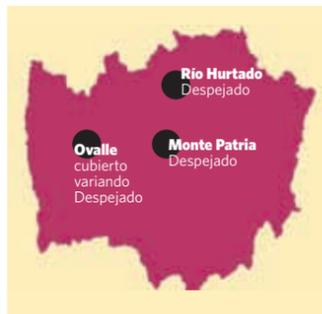 Río Hurtado
Despejado
Monte Patria
Despejado
Ovalle
cubierto
variando
Despejado